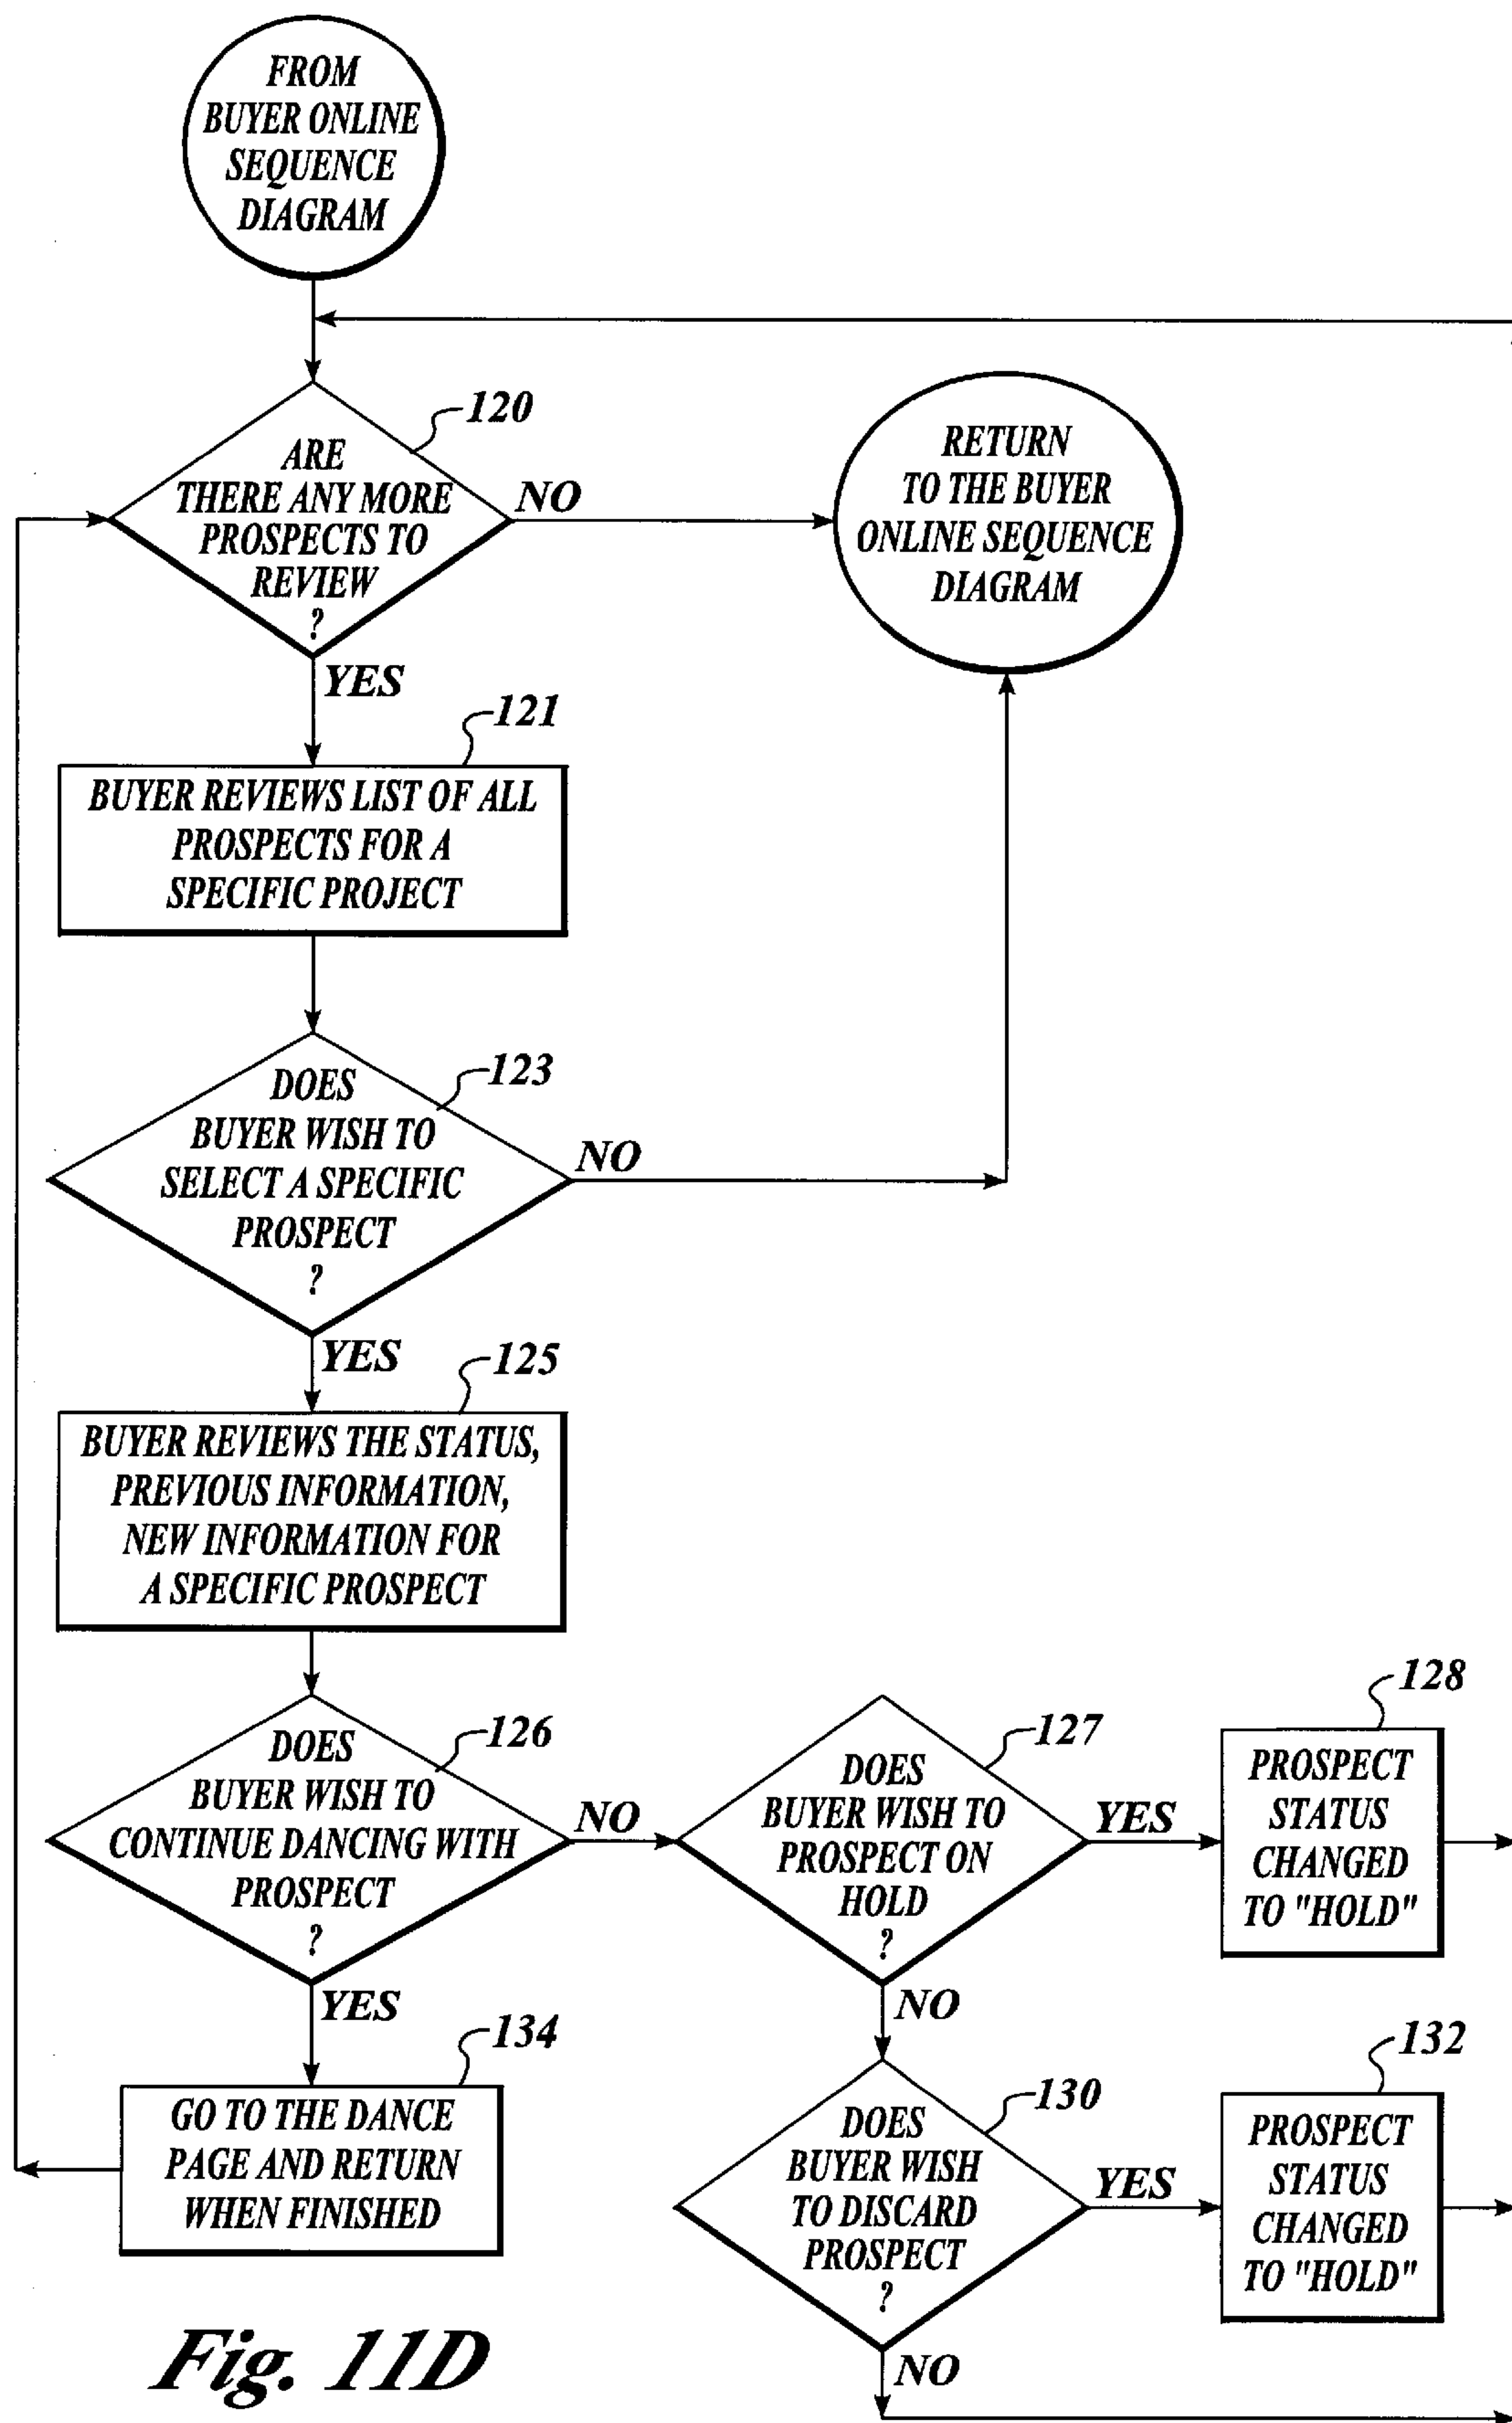 FROM
BUYER ONLINE
SEQUENCE
DIAGRAM
120
ARE
THERE ANY MORE
PROSPECTS TO
REVIEW
?
NO
RETURN
TO THE BUYER
ONLINE SEQUENCE
DIAGRAM
YES
121
BUYER REVIEWS LIST OF ALL
PROSPECTS FOR A
SPECIFIC PROJECT
123
DOES
BUYER WISH TO
SELECT A SPECIFIC
PROSPECT
?
NO
YES
125
BUYER REVIEWS THE STATUS,
PREVIOUS INFORMATION,
NEW INFORMATION FOR
A SPECIFIC PROSPECT
126
DOES
BUYER WISH TO
CONTINUE DANCING WITH
PROSPECT
?
NO
127
DOES
BUYER WISH TO
PROSPECT ON
HOLD
?
YES
128
PROSPECT
STATUS
CHANGED
TO "HOLD"
YES
134
GO TO THE DANCE
PAGE AND RETURN
WHEN FINISHED
NO
130
DOES
BUYER WISH
TO DISCARD
PROSPECT
?
YES
132
PROSPECT
STATUS
CHANGED
TO "HOLD"
NO
Fig. 11D